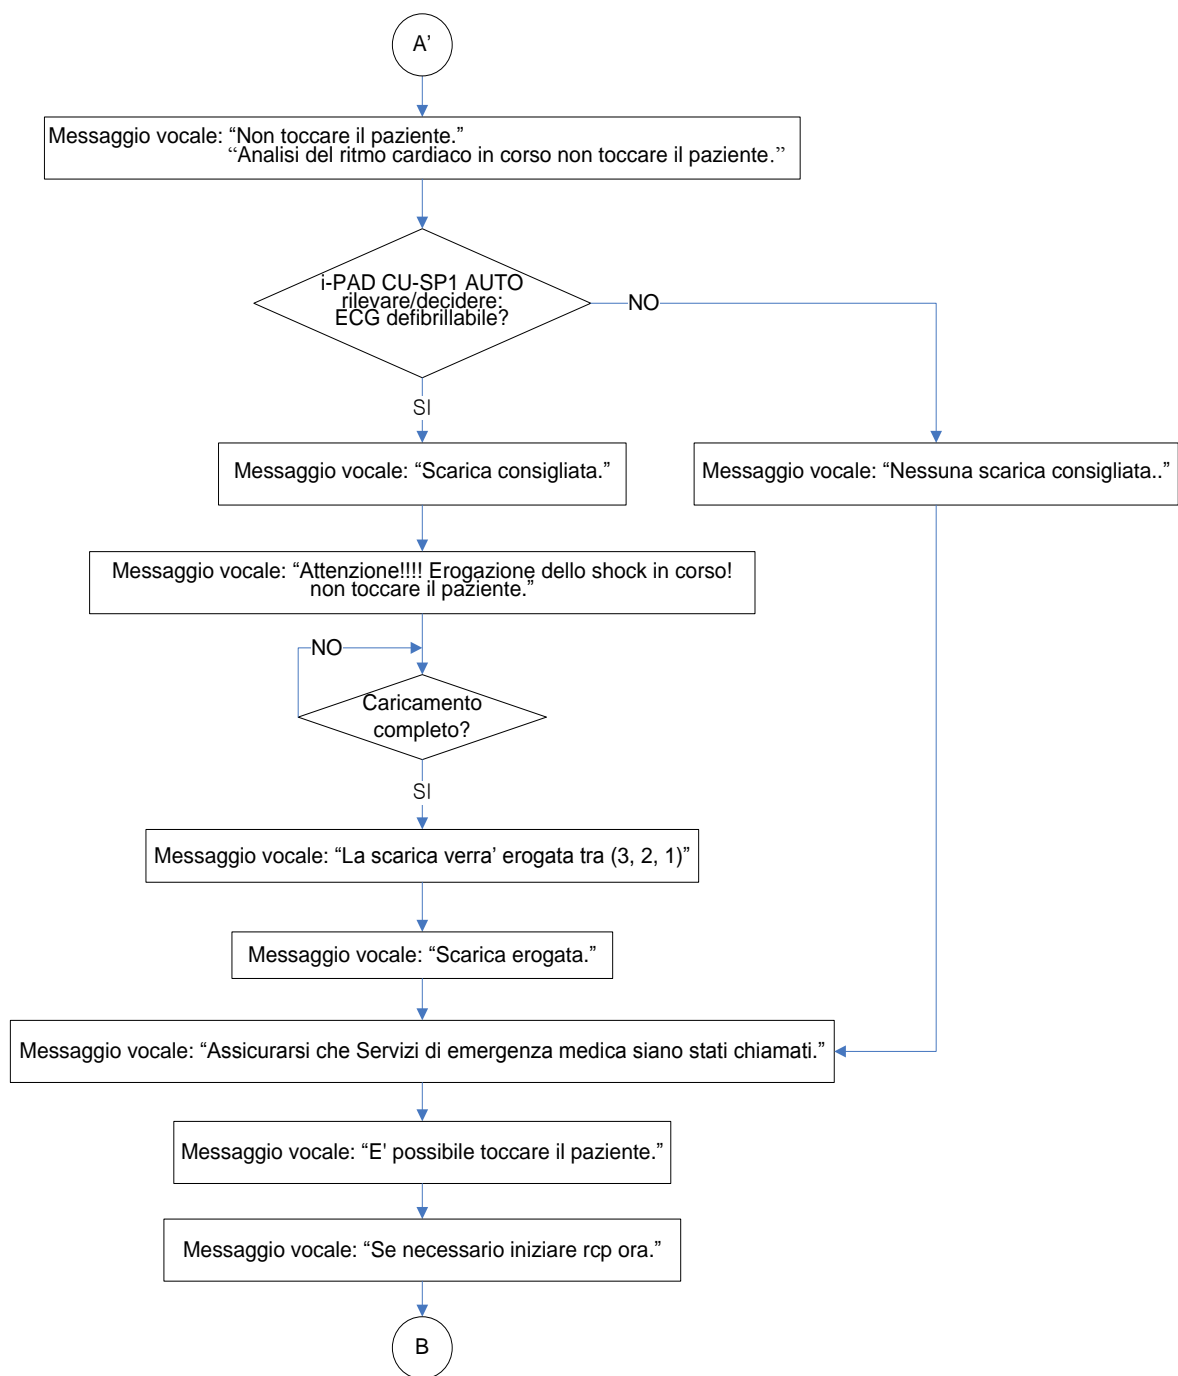 A’
Messaggio vocale: “Non toccare il paziente.”
“Analisi del ritmo cardiaco in corso non toccare il paziente.”
i-PAD CU-SP1 AUTO
rilevare/decidere:
ECG defibrillabile?
NO
SI
Messaggio vocale: “Scarica consigliata.”
Messaggio vocale: “Nessuna scarica consigliata..”
Messaggio vocale: “Attenzione!!!! Erogazione dello shock in corso!
non toccare il paziente.”
NO
Caricamento
completo?
SI
Messaggio vocale: “La scarica verra’ erogata tra (3, 2, 1)”
Messaggio vocale: “Scarica erogata.”
Messaggio vocale: “Assicurarsi che Servizi di emergenza medica siano stati chiamati.”
Messaggio vocale: “E' possibile toccare il paziente.”
Messaggio vocale: “Se necessario iniziare rcp ora.”
B